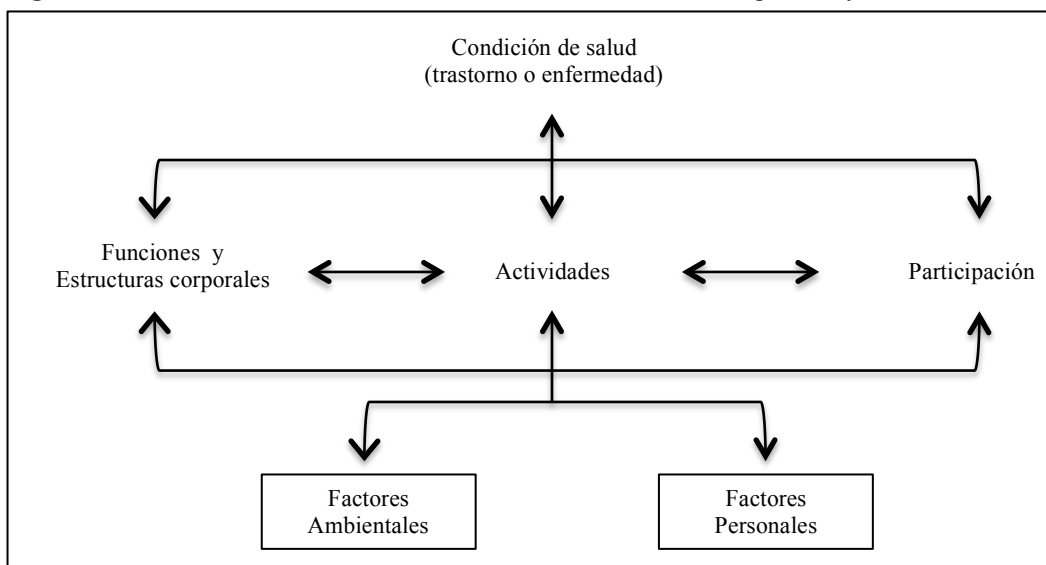 Condición de salud
(trastorno o enfermedad)
Funciones y
Estructuras corporales
Actividades
Participación
Factores
Ambientales
Factores
Personales